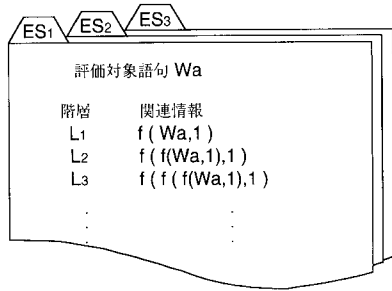 ES1 ES2 ES3
評価対象語句 Wa
階層 関連情報
L1 f ( Wa,1 )
L2 f ( f(Wa,1),1 )
L3 f ( f ( f(Wa,1),1 )
. .
. .
. .